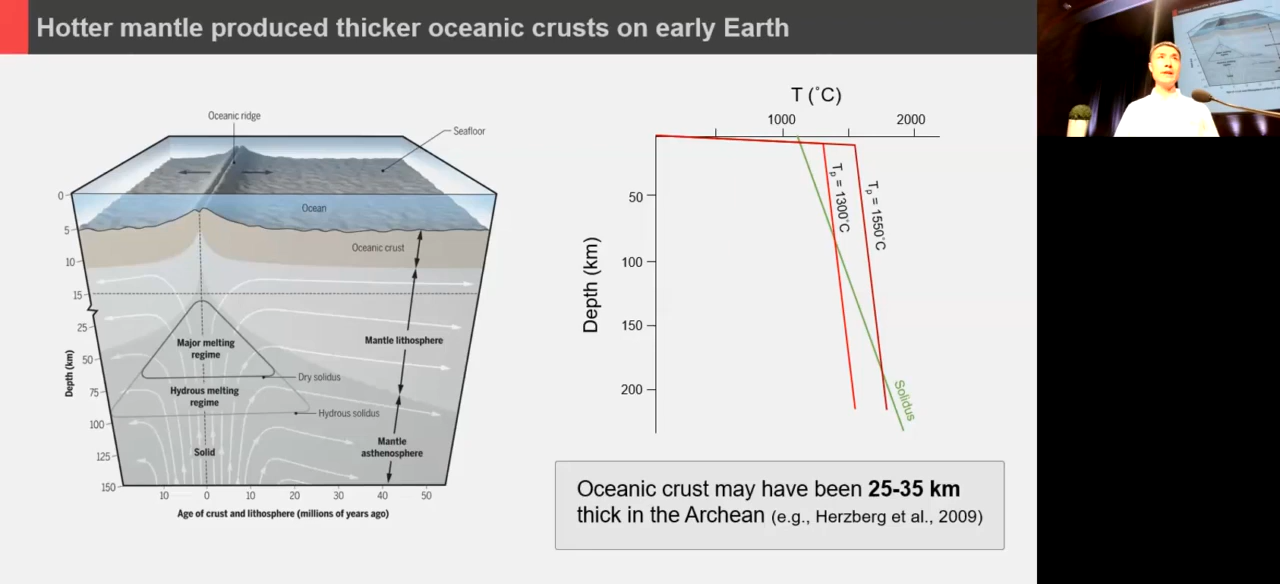 Hotter mantle produced thicker oceanic crusts on early Earth
Oceanic ridge
Seafloor
Ocean
Oceanic crust
Major melting
regime
Mantle lithosphere
Dry solidus
Hydrous melting
regime
Hydrous solidus
Mantle
asthenosphere
Solid
Depth (km)
0
5
10
15
25
50
75
100
125
150
10
0
10
20
30
40
50
Age of crust and lithosphere (millions of years ago)
T (˚C)
1000
2000
Depth (km)
50
100
150
200
Tp = 1300˚C
Tp = 1550˚C
Solidus
Oceanic crust may have been 25-35 km
thick in the Archean (e.g., Herzberg et al., 2009)